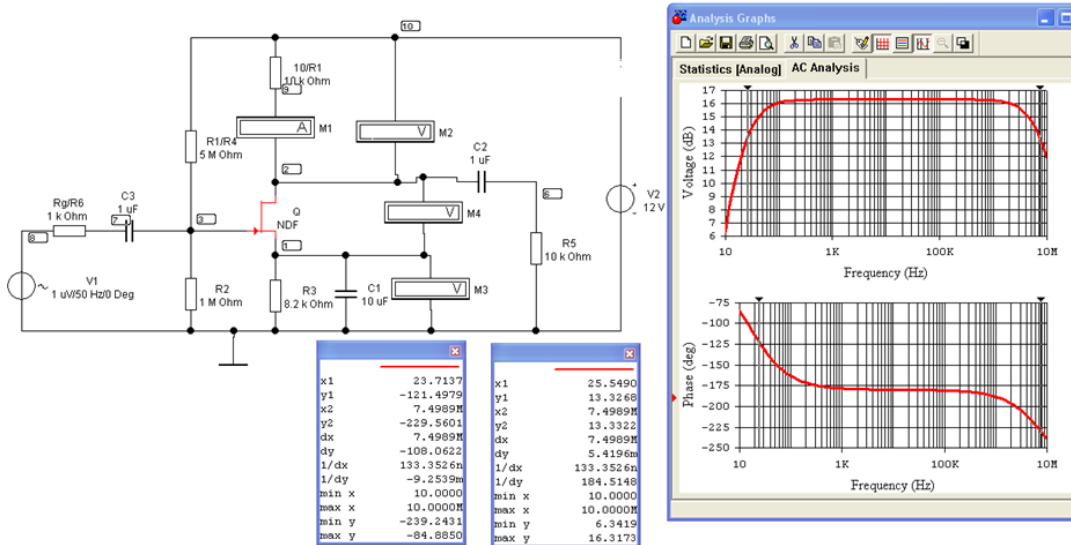 10
10/R1
10 k Ohm
9
A
M1
V
M2
R1/R4
5 M Ohm
C2
1 uF
2
6
V2
12 V
Rg/R6
1 k Ohm
C3
1 uF
7
3
Q
NDF
V
M4
8
1
R5
10 k Ohm
V1
1 uV/50 Hz/0 Deg
R2
1 M Ohm
R3
8.2 k Ohm
C1
10 uF
V
M3
x1 23.7137
y1 -121.4979
x2 7.4989M
y2 -229.5601
dx 7.4989M
dy -108.0622
1/dx 133.3526n
1/dy -9.2539m
min x 10.0000
max x 10.0000M
min y -239.2431
max y -84.8850
x1 25.5490
y1 13.3268
x2 7.4989M
y2 13.3322
dx 7.4989M
dy 5.4196m
1/dx 133.3526n
1/dy 184.5148
min x 10.0000
max x 10.0000M
min y 6.3419
max y 16.3173
Analysis Graphs
Statistics [Analog] AC Analysis
Voltage (dB)
17
16
14
13
12
11
9
8
7
6
10 1K 100K 10M
Frequency (Hz)
Phase (deg)
-75
-100
-125
-150
-175
-200
-225
-250
10 1K 100K 10M
Frequency (Hz)